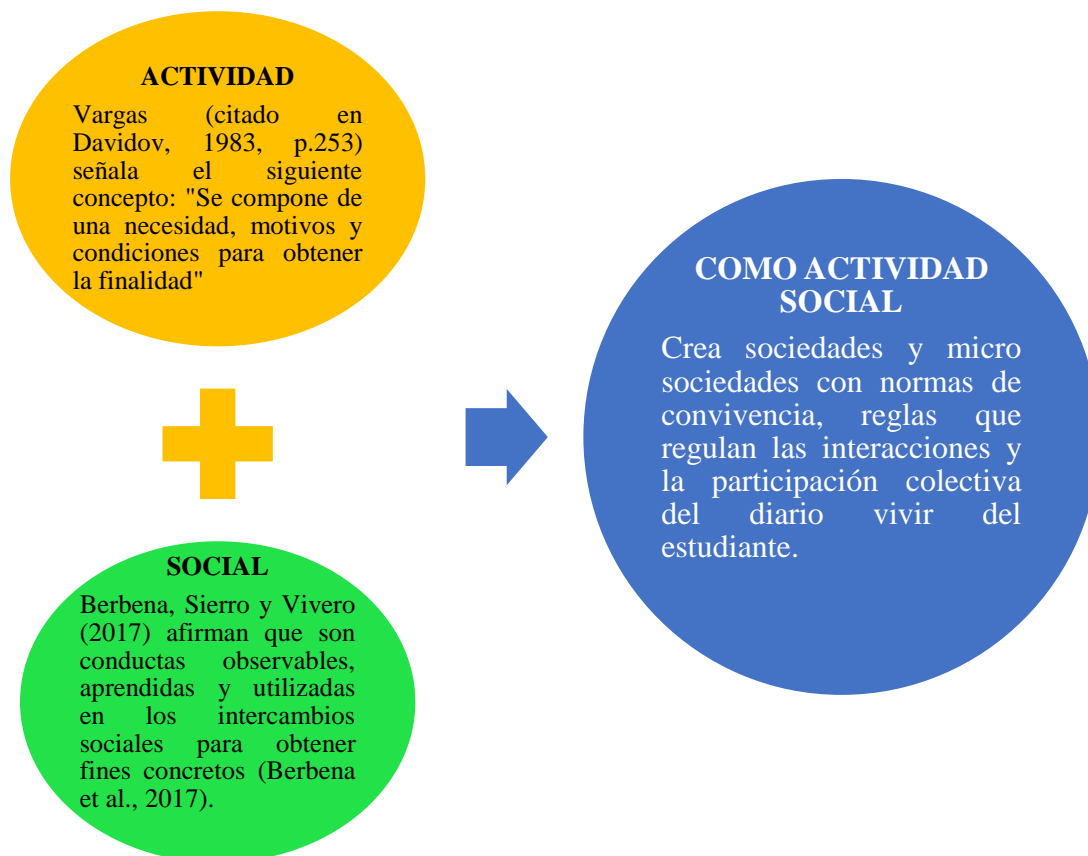 ACTIVIDAD
Vargas (citado en
Davidov, 1983, p.253)
señala el siguiente
concepto: "Se compone de
una necesidad, motivos y
condiciones para obtener
la finalidad"
SOCIAL
Berbena, Sierro y Vivero
(2017) afirman que son
conductas observables,
aprendidas y utilizadas
en los intercambios
sociales para obtener
fines concretos (Berbena
et al., 2017).
COMO ACTIVIDAD
SOCIAL
Crea sociedades y micro
sociedades con normas de
convivencia, reglas que
regulan las interacciones y
la participación colectiva
del diario vivir del
estudiante.